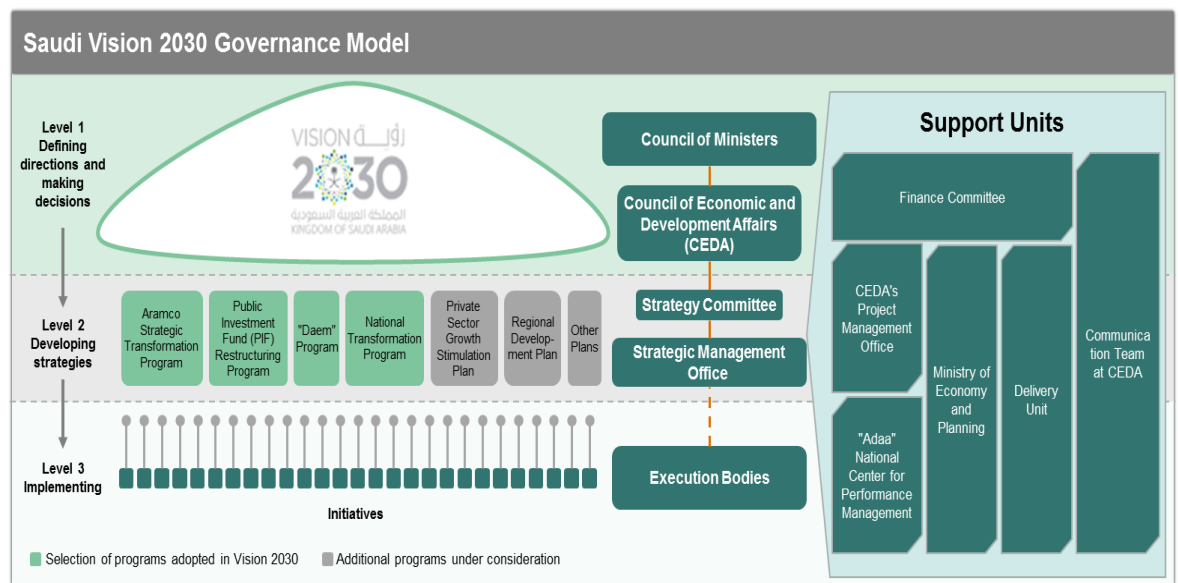 Saudi Vision 2030 Governance Model
Level 1
Defining
directions and
making
decisions
VISION رؤيــة
2030
المملكة العربية السعودية
KINGDOM OF SAUDI ARABIA
Council of Ministers
Council of Economic and
Development Affairs
(CEDA)
Level 2
Developing
strategies
Aramco
Strategic
Transformation
Program
Public
Investment
Fund (PIF)
Restructuring
Program
"Daem"
Program
National
Transformation
Program
Private
Sector
Growth
Stimulation
Plan
Regional
Develop-
ment Plan
Other
Plans
Strategy Committee
Strategic Management
Office
Level 3
Implementing
Initiatives
Execution Bodies
Support Units
Finance Committee
CEDA's
Project
Management
Office
"Adaa"
National
Center for
Performance
Management
Ministry of
Economy
and
Planning
Delivery
Unit
Communica
tion Team
at CEDA
Selection of programs adopted in Vision 2030
Additional programs under consideration